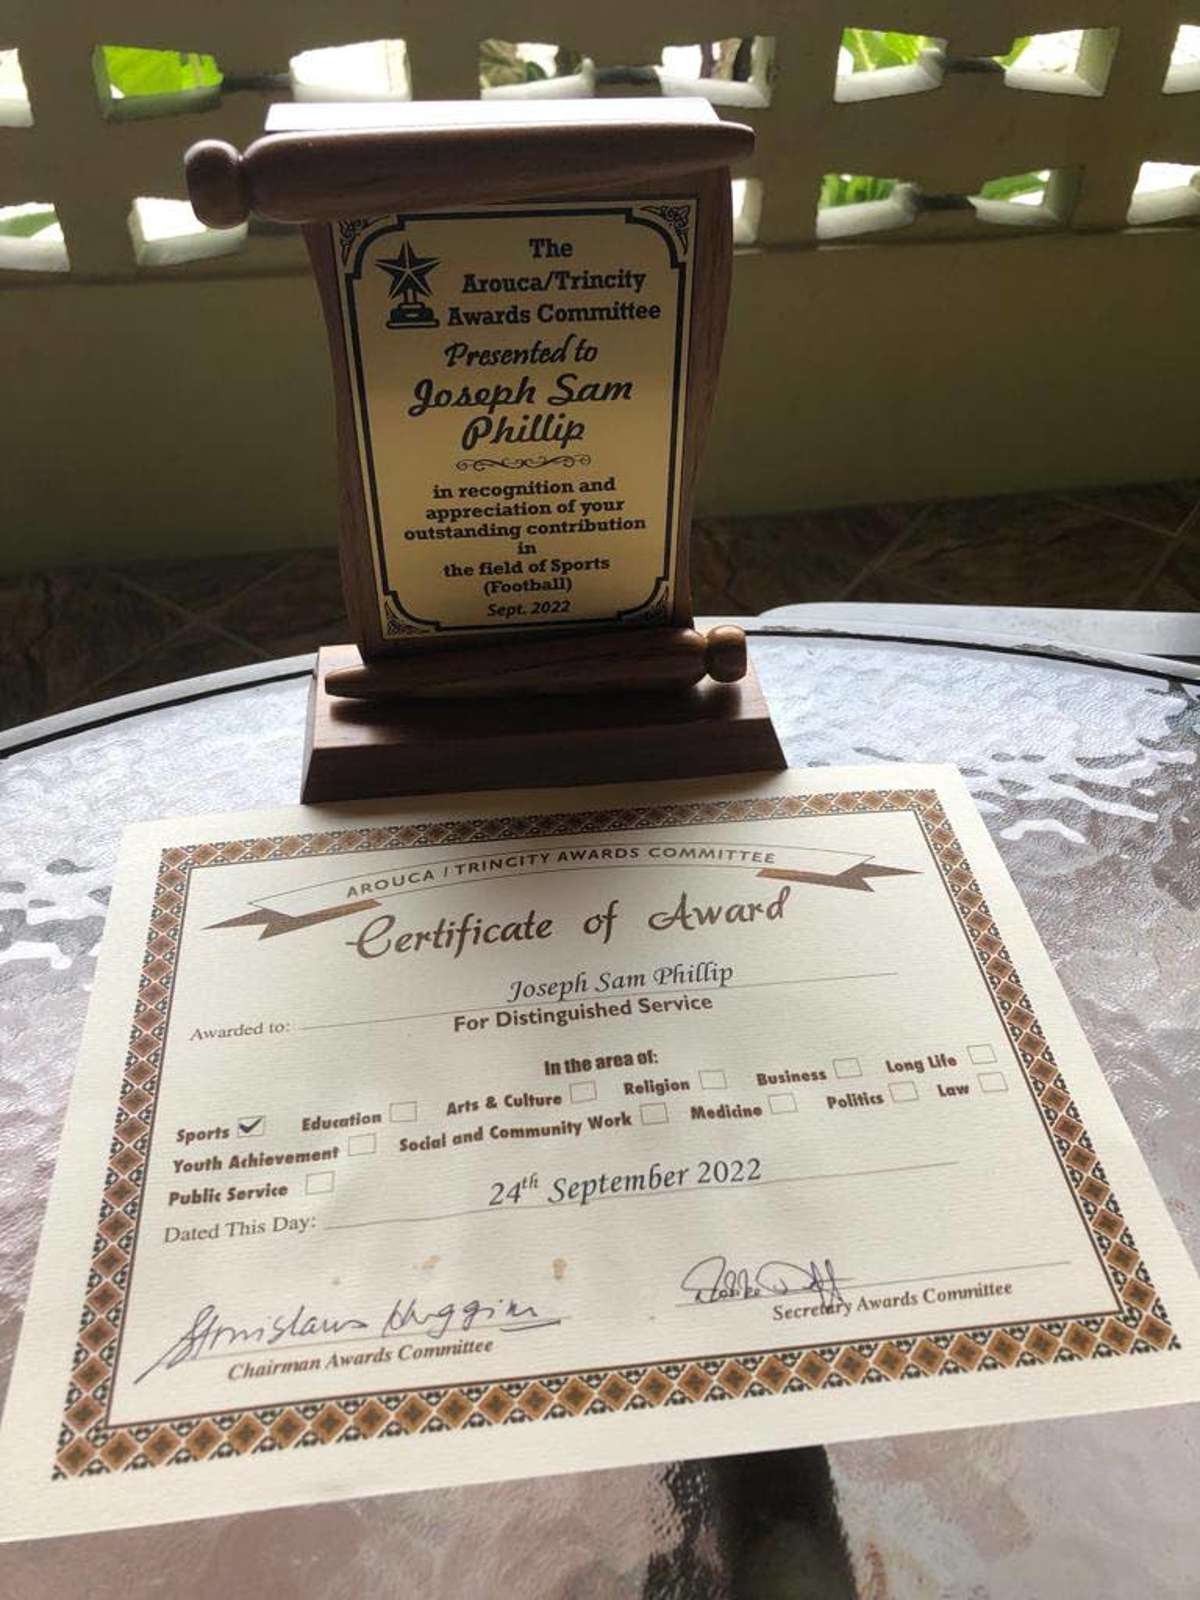 The
Arouca/Trincity
Awards Committee
Presented to
Joseph Sam
Phillip
in recognition and
appreciation of your
outstanding contribution
in
the field of Sports
(Football)
Sept. 2022
AROUCA / TRINCITY AWARDS COMMITTEE
Certificate of Award
Joseph Sam Phillip
Awarded to:
For Distinguished Service
In the area of:
Sports Education Arts & Culture Religion Business Long Life
Youth Achievement Social and Community Work Medicine Politics Law
Public Service
24th September 2022
Dated This Day:
Stanislaus Huggins
Chairman Awards Committee
Secretary Awards Committee